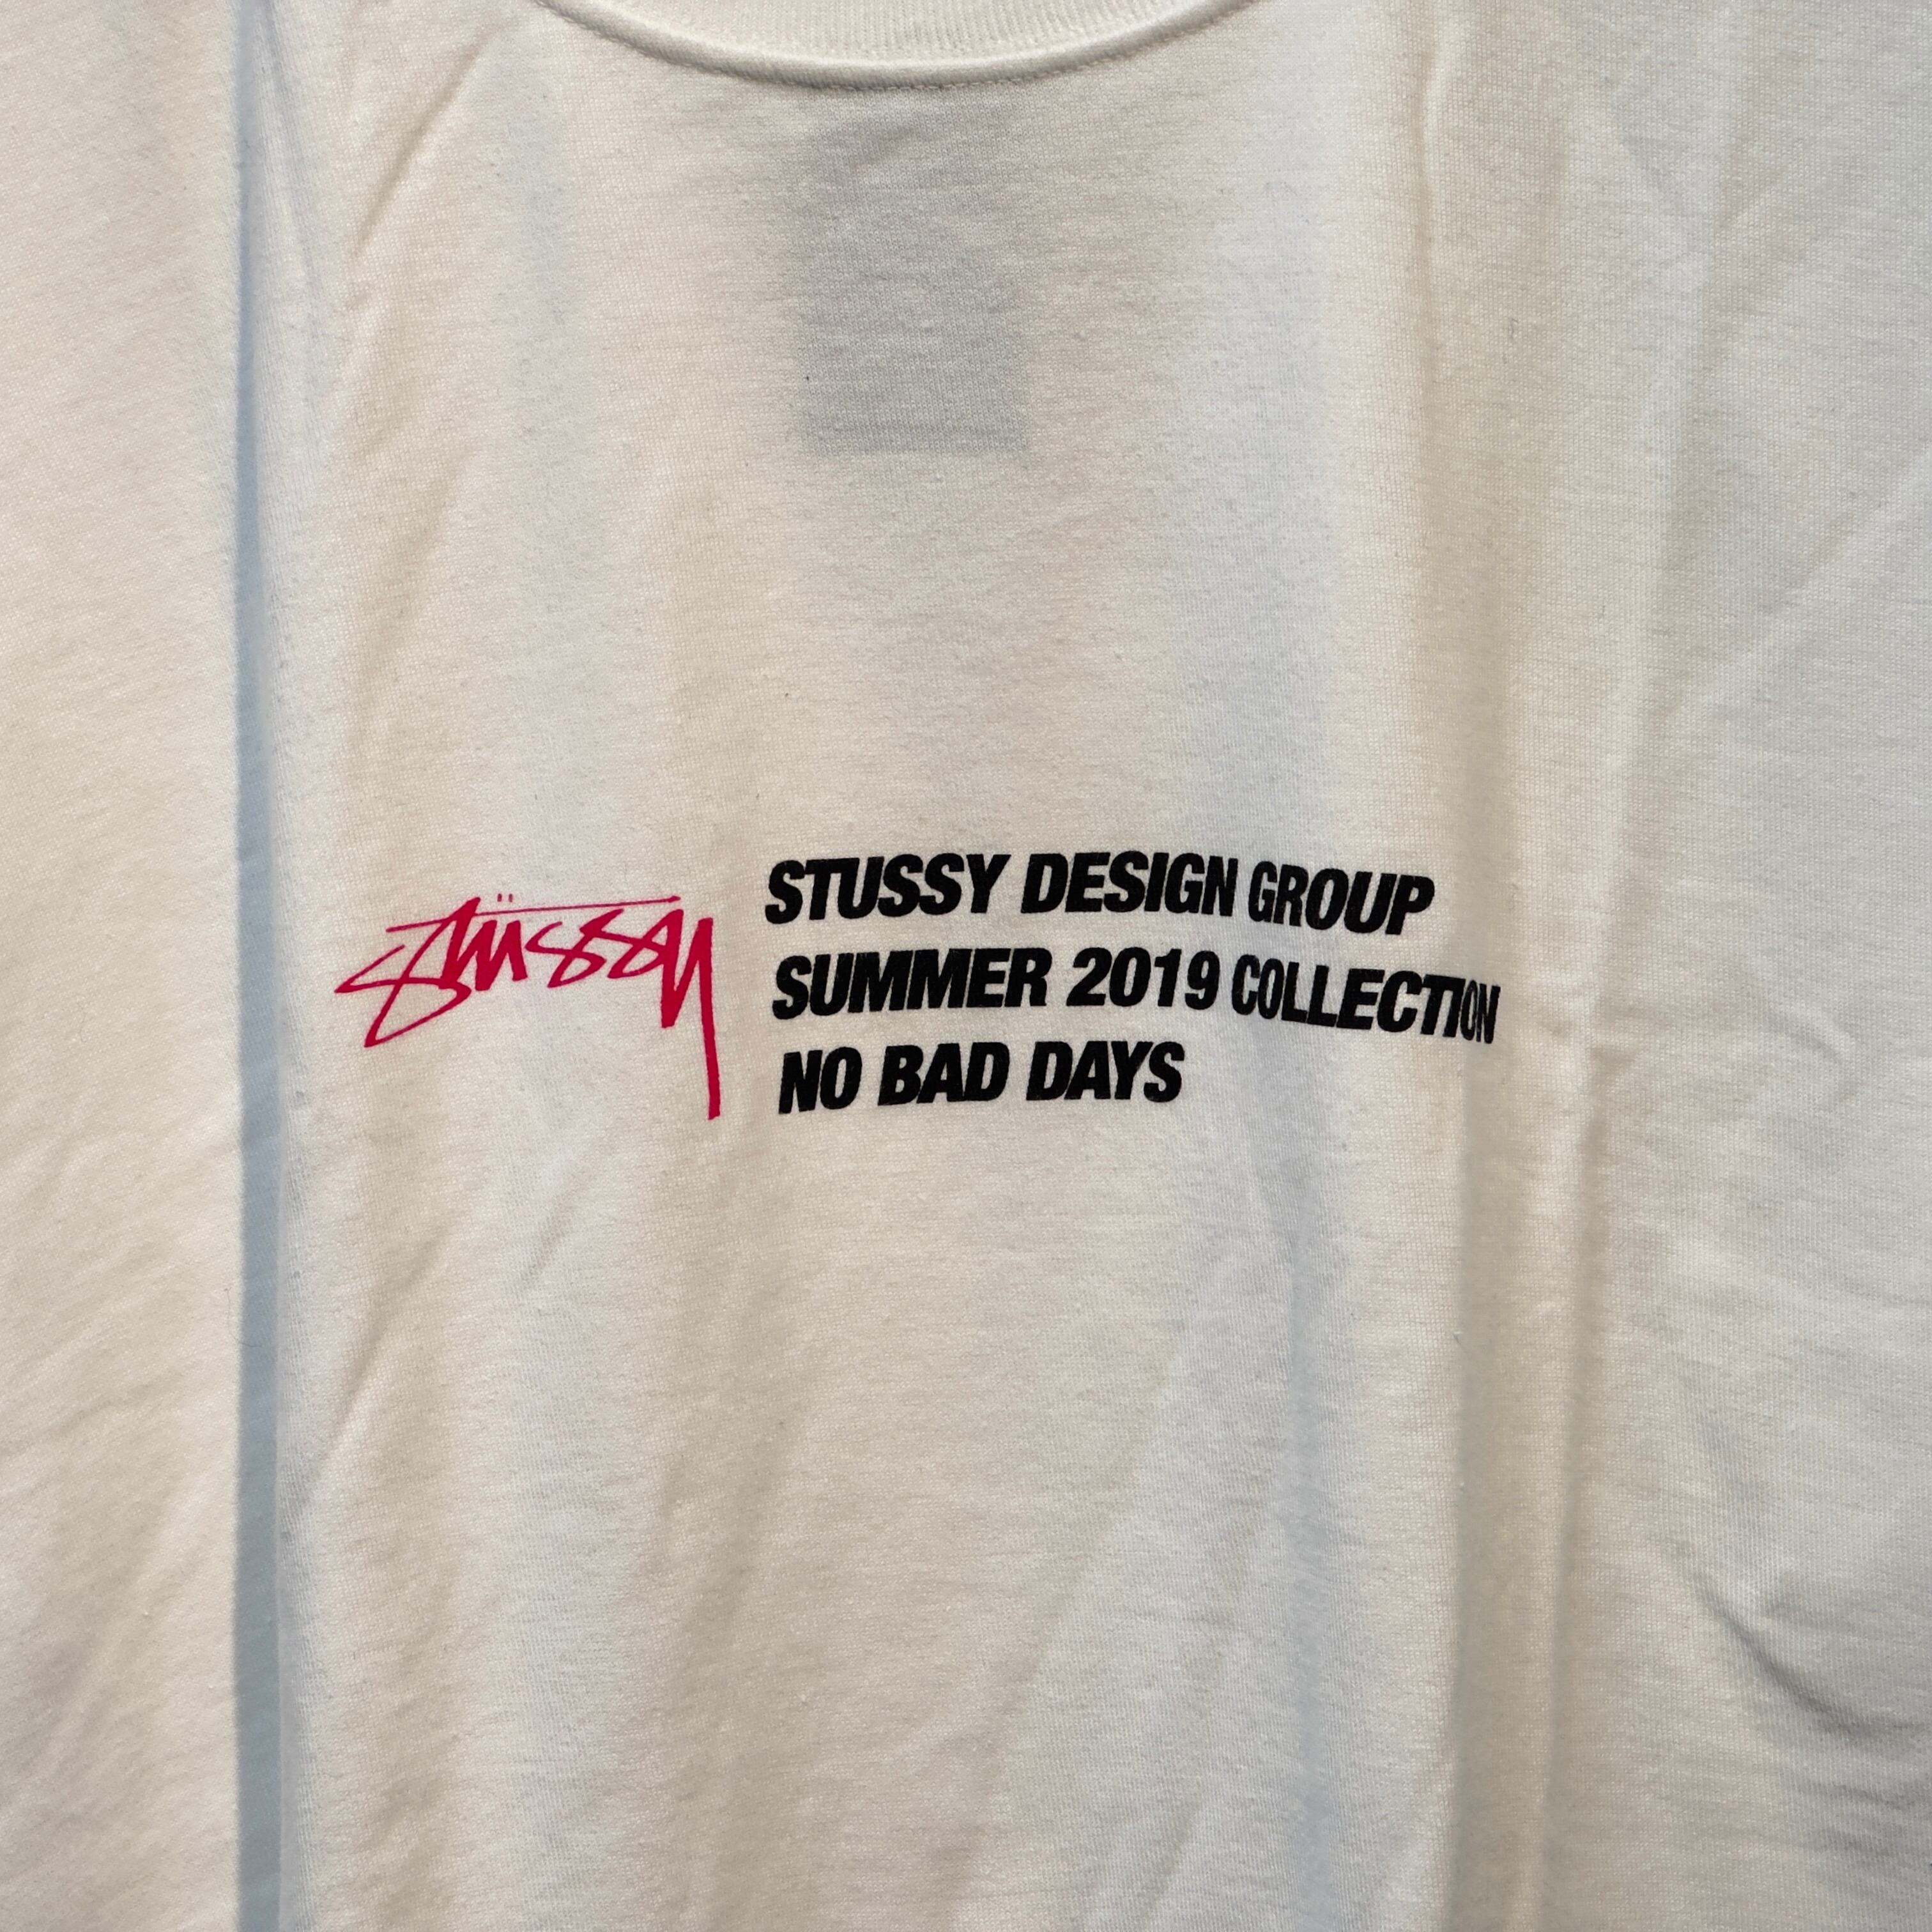 Stüssy
STUSSY DESIGN GROUP
SUMMER 2019 COLLECTION
NO BAD DAYS